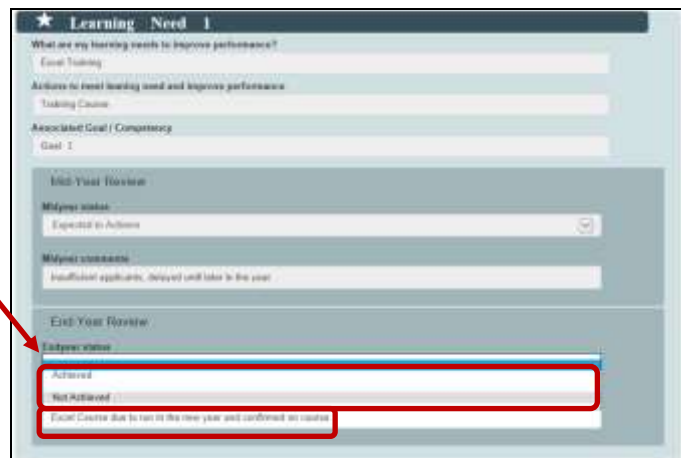 ★ Learning Need 1
What are my learning needs to improve performance?
Excel Training
Actions to meet leaning need and improve performance
Training Course
Associated Goal / Competency
Goal 1
Mid-Year Review
Midyear status
Expected to Achieve
Midyear comments
Insufficient applicants, delayed until later in the year
End-Year Review
Endyear status
Achieved
Not Achieved
Excel Course due to run in the new year and confirmed on course